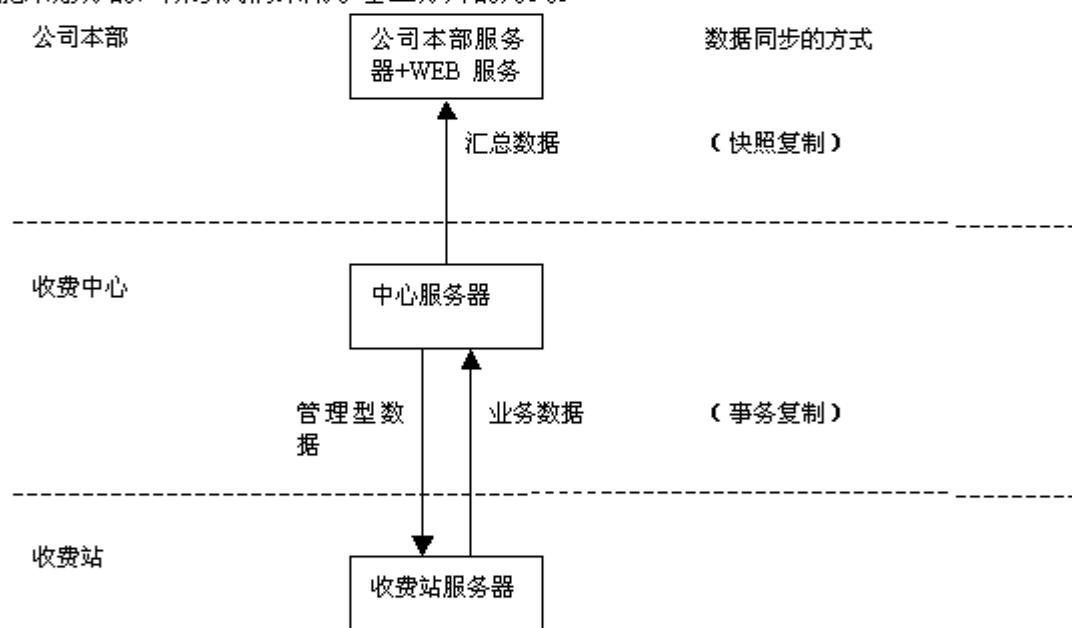 公司本部
公司本部服务
器+WEB 服务
数据同步的方式
汇总数据
(快照复制)
收费中心
中心服务器
管理型数
据
业务数据
(事务复制)
收费站
收费站服务器